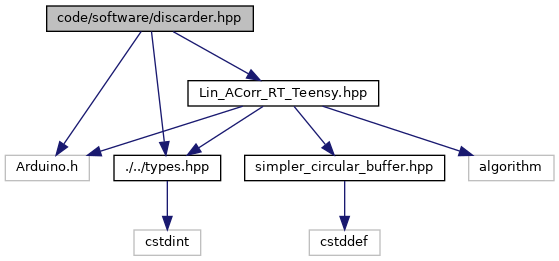 code/software/discarder.hpp
Lin_ACorr_RT_Teensy.hpp
Arduino.h
./../types.hpp
simpler_circular_buffer.hpp
algorithm
cstdint
cstddef